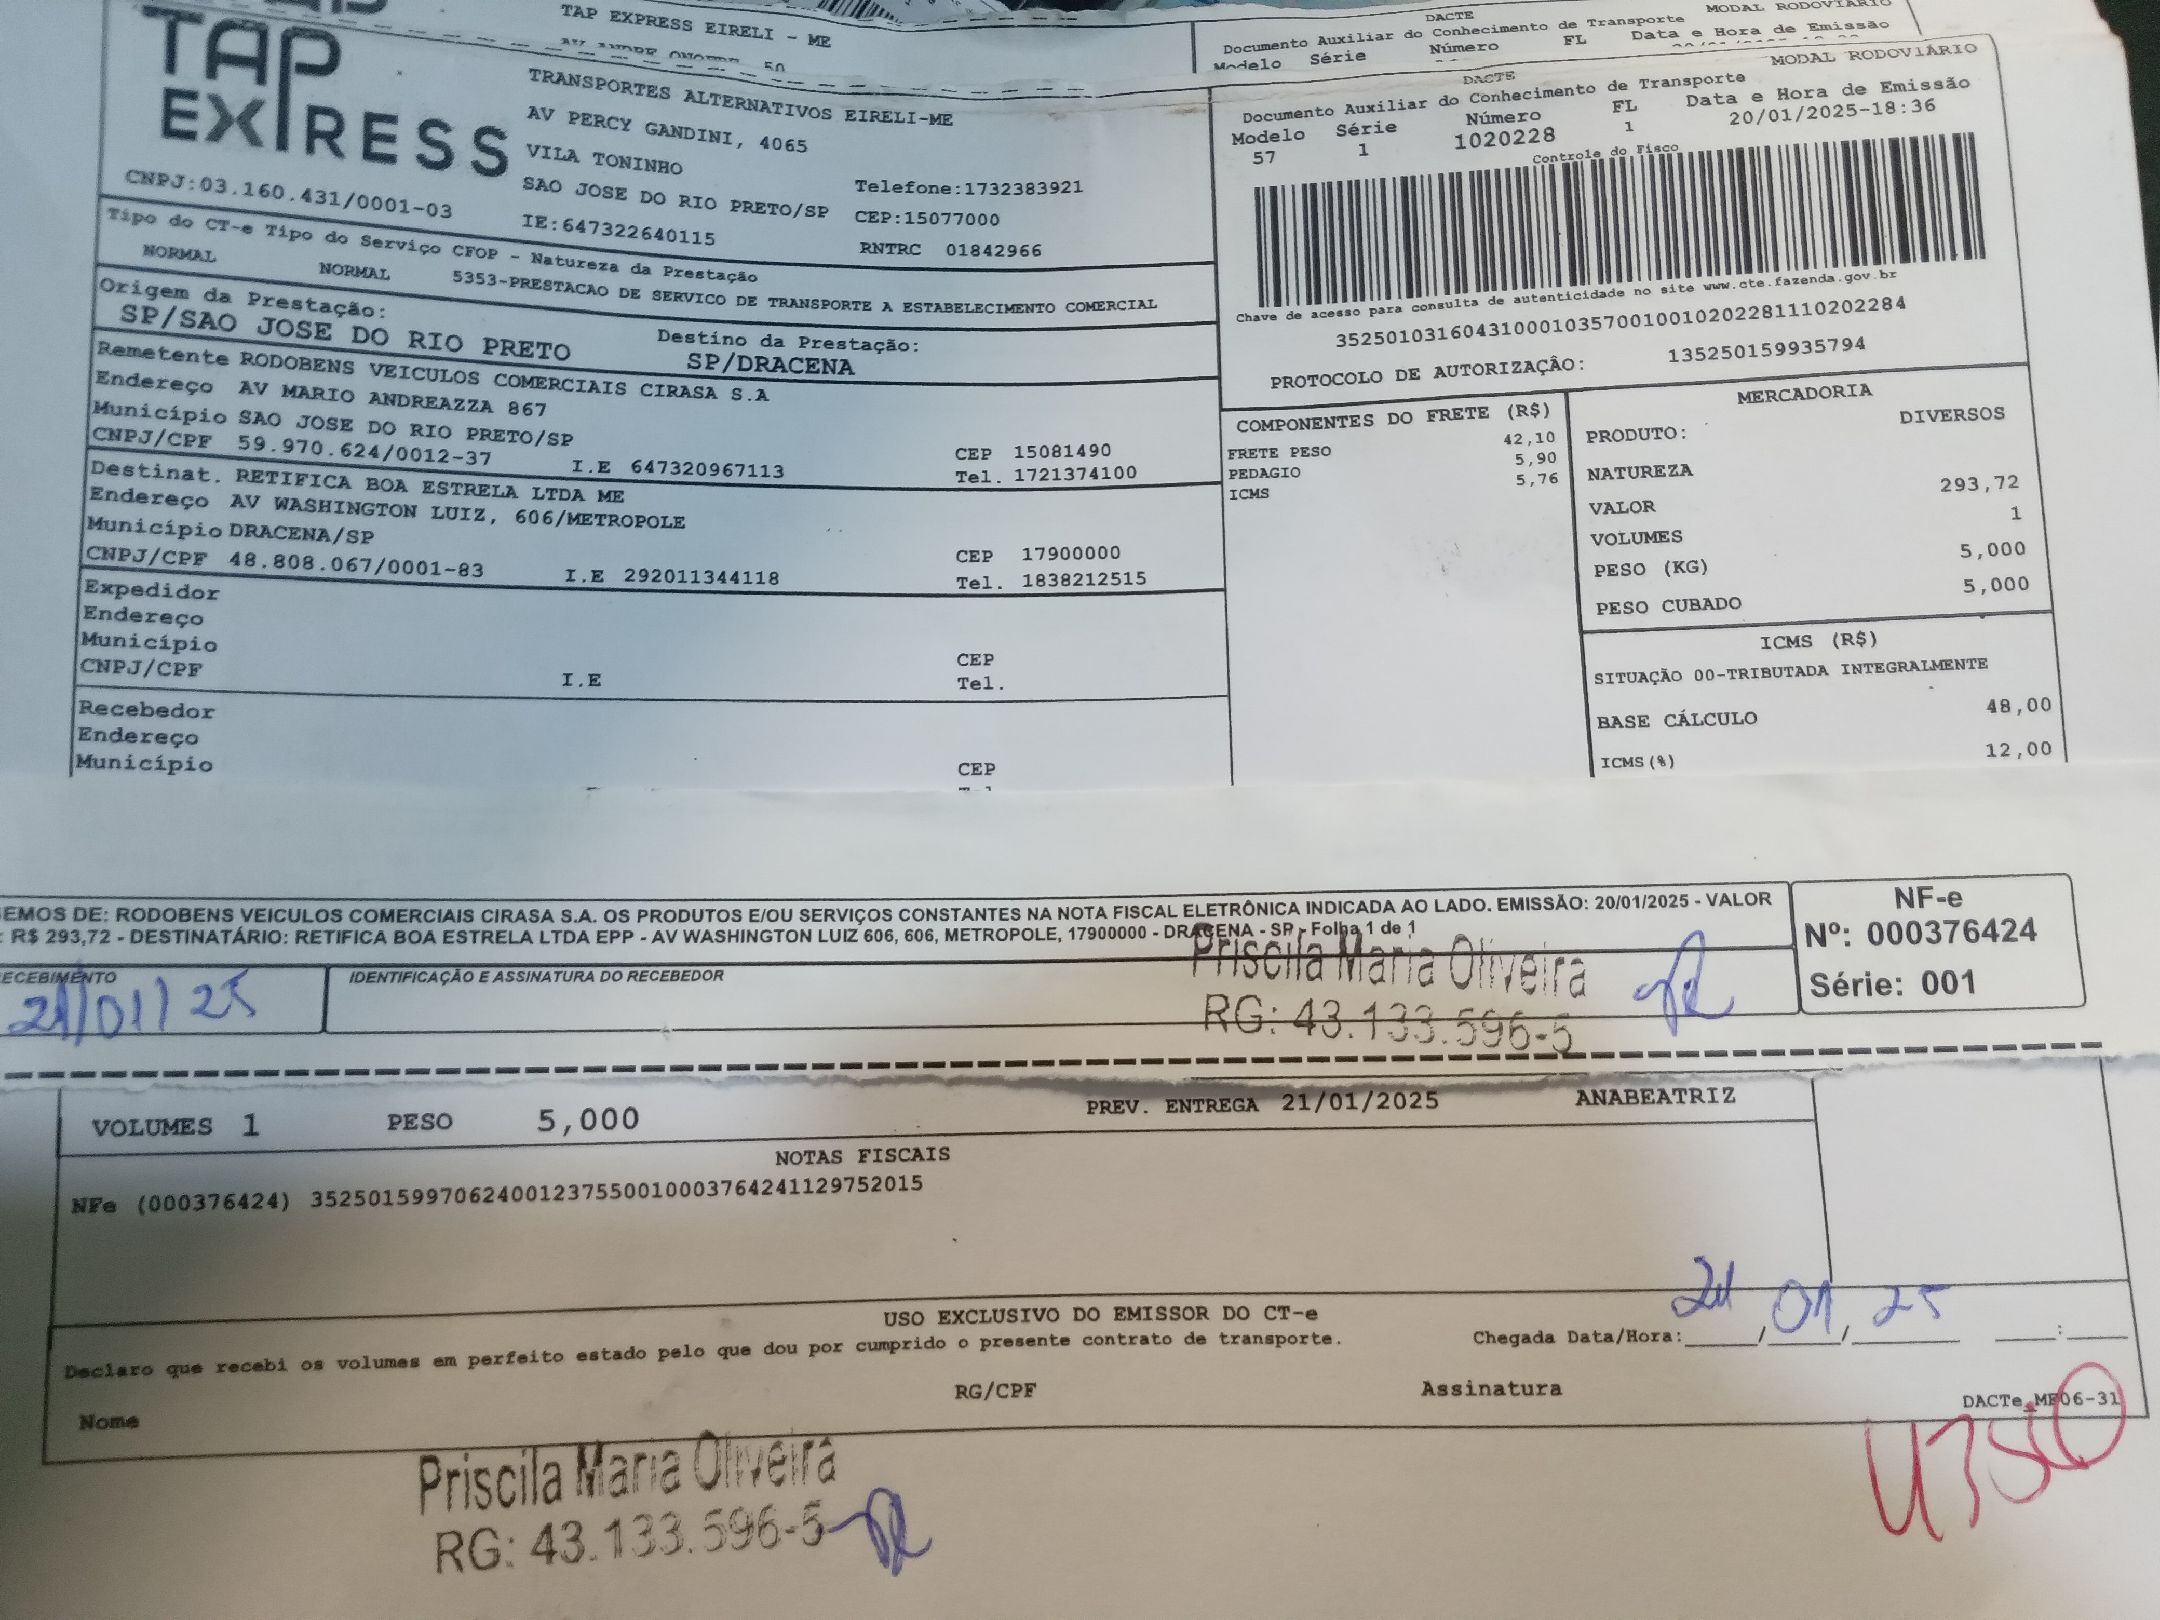 TAP EXPRESS EIRELI - ME
DACTE
MODAL RODOVIÁRIO
Documento Auxiliar do Conhecimento de Transporte
Modelo Série Número FL Data e Hora de Emissão
TAP
EXPRESS
CNPJ:03.160.431/0001-03
TRANSPORTES ALTERNATIVOS EIRELI-ME
AV PERCY GANDINI, 4065
VILA TONINHO
SAO JOSE DO RIO PRETO/SP
IE:647322640115
Telefone:1732383921
CEP:15077000
RNTRC 01842966
DACTE
MODAL RODOVIÁRIO
Documento Auxiliar do Conhecimento de Transporte
Modelo Série Número FL Data e Hora de Emissão
57 1 1020228 1 20/01/2025-18:36
Controle do Fisco
Chave de acesso para consulta de autenticidade no site www.cte.fazenda.gov.br
35250103160431000103570010010202281110202284
PROTOCOLO DE AUTORIZAÇÂO: 135250159935794
Tipo do CT-e Tipo do Serviço CFOP - Natureza da Prestação
NORMAL NORMAL 5353-PRESTACAO DE SERVICO DE TRANSPORTE A ESTABELECIMENTO COMERCIAL
Origem da Prestação:
SP/SAO JOSE DO RIO PRETO
Destino da Prestação:
SP/DRACENA
Remetente RODOBENS VEICULOS COMERCIAIS CIRASA S.A
Endereço AV MARIO ANDREAZZA 867
Município SAO JOSE DO RIO PRETO/SP CEP 15081490
CNPJ/CPF 59.970.624/0012-37 I.E 647320967113 Tel. 1721374100
Destinat. RETIFICA BOA ESTRELA LTDA ME
Endereço AV WASHINGTON LUIZ, 606/METROPOLE
Município DRACENA/SP CEP 17900000
CNPJ/CPF 48.808.067/0001-83 I.E 292011344118 Tel. 1838212515
Expedidor
Endereço
Município CEP
CNPJ/CPF I.E Tel.
Recebedor
Endereço
Município CEP
COMPONENTES DO FRETE (R$)
FRETE PESO 42,10
PEDAGIO 5,90
ICMS 5,76
MERCADORIA
PRODUTO: DIVERSOS
NATUREZA
VALOR 293,72
VOLUMES 1
PESO (KG) 5,000
PESO CUBADO 5,000
ICMS (R$)
SITUAÇÃO 00-TRIBUTADA INTEGRALMENTE
BASE CÁLCULO 48,00
ICMS(%) 12,00
EMOS DE: RODOBENS VEICULOS COMERCIAIS CIRASA S.A. OS PRODUTOS E/OU SERVIÇOS CONSTANTES NA NOTA FISCAL ELETRÔNICA INDICADA AO LADO. EMISSÃO: 20/01/2025 - VALOR
: R$ 293,72 - DESTINATÁRIO: RETIFICA BOA ESTRELA LTDA EPP - AV WASHINGTON LUIZ 606, 606, METROPOLE, 17900000 - DRACENA - SP - Folha 1 de 1
ECEBIMENTO
21/01/25
IDENTIFICAÇÃO E ASSINATURA DO RECEBEDOR
Priscila Maria Oliveira
RG: 43.133.596-5
NF-e
Nº: 000376424
Série: 001
VOLUMES 1 PESO 5,000 PREV. ENTREGA 21/01/2025 ANABEATRIZ
NOTAS FISCAIS
NFe (000376424) 35250159970624001237550010003764241129752015
USO EXCLUSIVO DO EMISSOR DO CT-e
Declaro que recebi os volumes em perfeito estado pelo que dou por cumprido o presente contrato de transporte.
Chegada Data/Hora: 21/01/25 :
Nome RG/CPF Assinatura
DACTe_MF06-31
Priscila Maria Oliveira
RG: 43.133.596-5